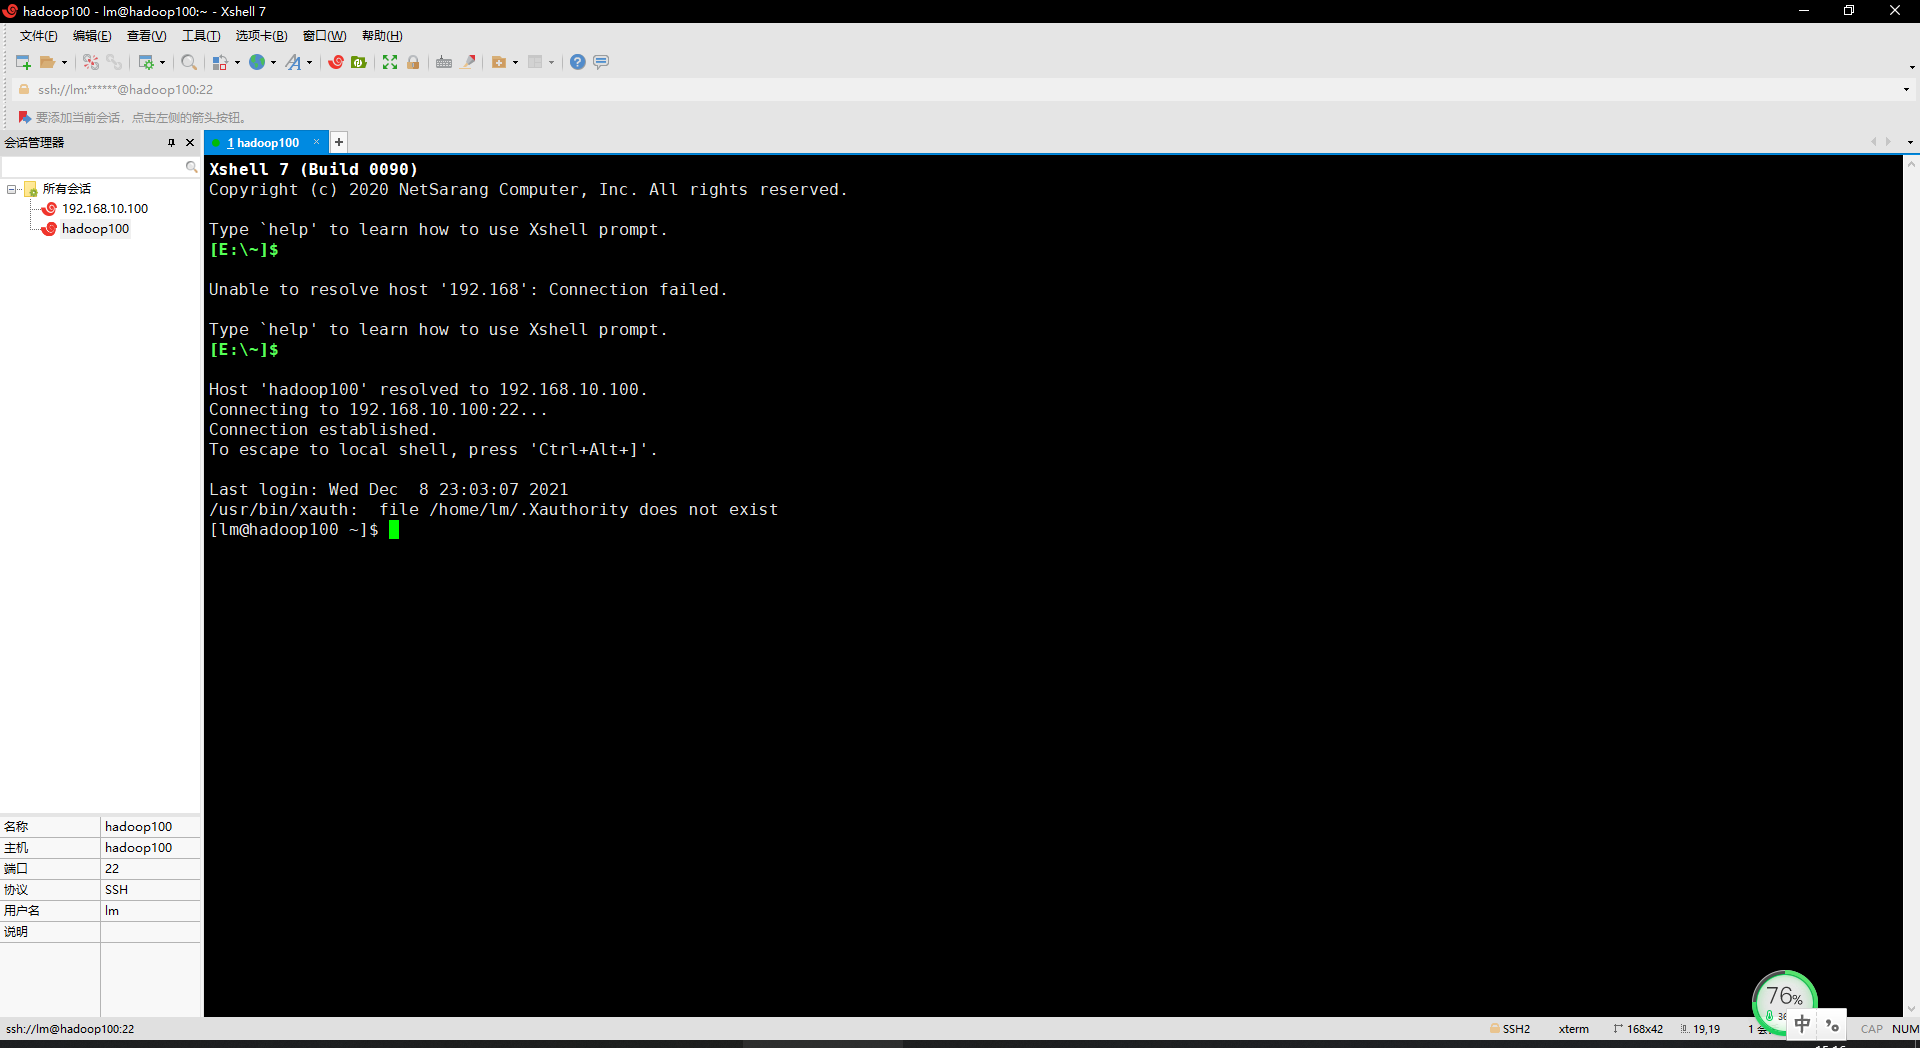 hadoop100 - lm@hadoop100:~ - Xshell 7
文件(F) 编辑(E) 查看(V) 工具(T) 选项卡(B) 窗口(W) 帮助(H)
ssh://lm:******@hadoop100:22
要添加当前会话，点击左侧的箭头按钮。
会话管理器
1 hadoop100
所有会话
192.168.10.100
hadoop100
Xshell 7 (Build 0090)
Copyright (c) 2020 NetSarang Computer, Inc. All rights reserved.
Type `help' to learn how to use Xshell prompt.
[E:\~]$
Unable to resolve host '192.168': Connection failed.
Type `help' to learn how to use Xshell prompt.
[E:\~]$
Host 'hadoop100' resolved to 192.168.10.100.
Connecting to 192.168.10.100:22...
Connection established.
To escape to local shell, press 'Ctrl+Alt+]'.
Last login: Wed Dec  8 23:03:07 2021
/usr/bin/xauth:  file /home/lm/.Xauthority does not exist
[lm@hadoop100 ~]$
名称 hadoop100
主机 hadoop100
端口 22
协议 SSH
用户名 lm
说明
76%
中
ssh://lm@hadoop100:22 SSH2 xterm 168x42 19,19 1 CAP NUM